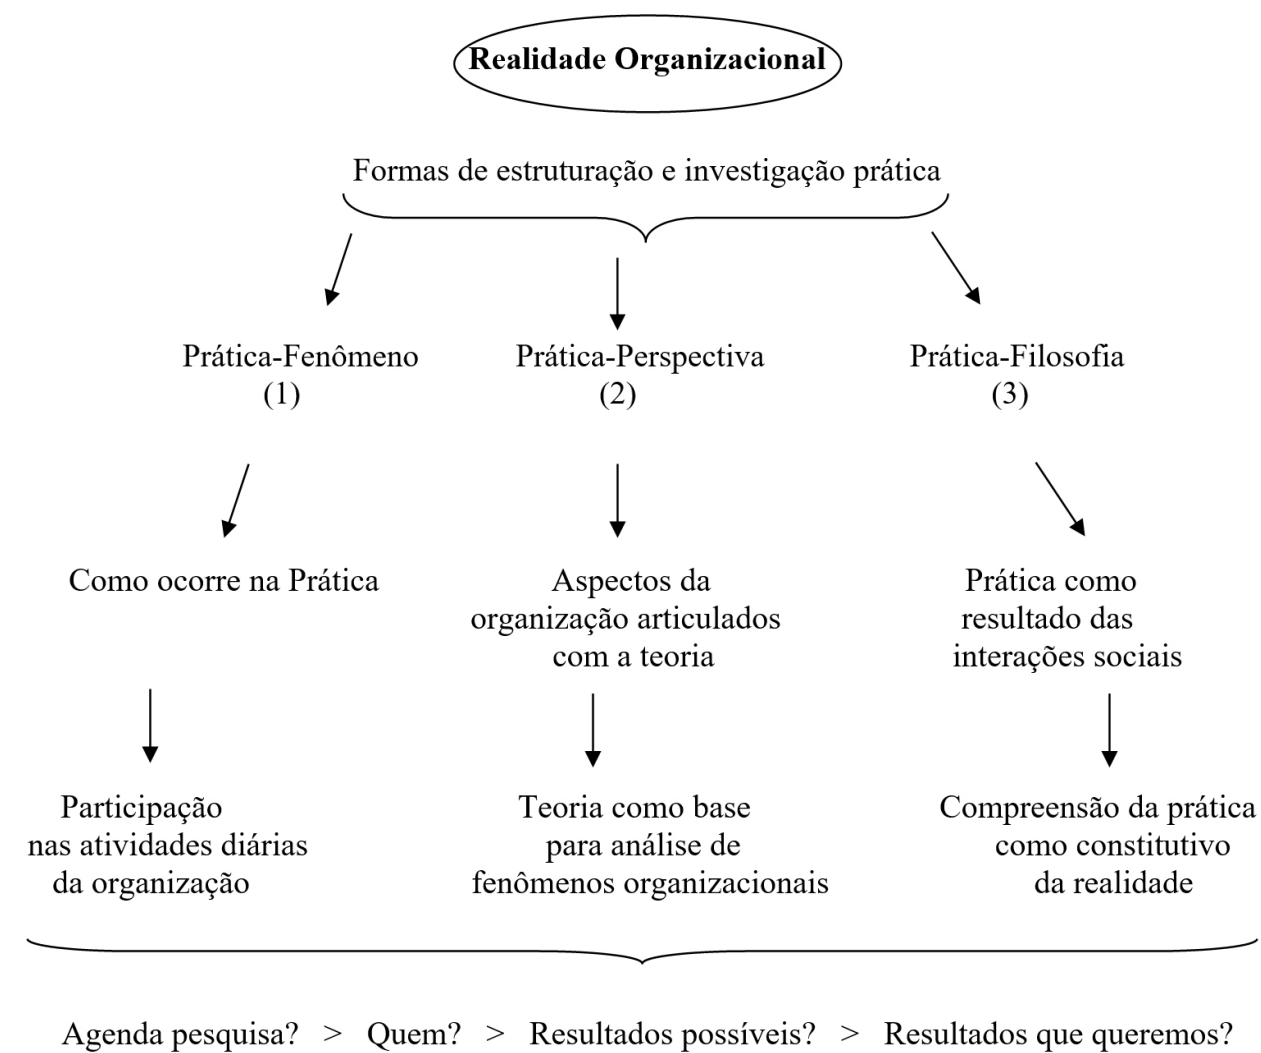 Realidade Organizacional
Formas de estruturação e investigação prática
Prática-Fenômeno
(1)
Prática-Perspectiva
(2)
Prática-Filosofia
(3)
Como ocorre na Prática
Aspectos da
organização articulados
com a teoria
Prática como
resultado das
interações sociais
Participação
nas atividades diárias
da organização
Teoria como base
para análise de
fenômenos organizacionais
Compreensão da prática
como constitutivo
da realidade
Agenda pesquisa? > Quem? > Resultados possíveis? > Resultados que queremos?